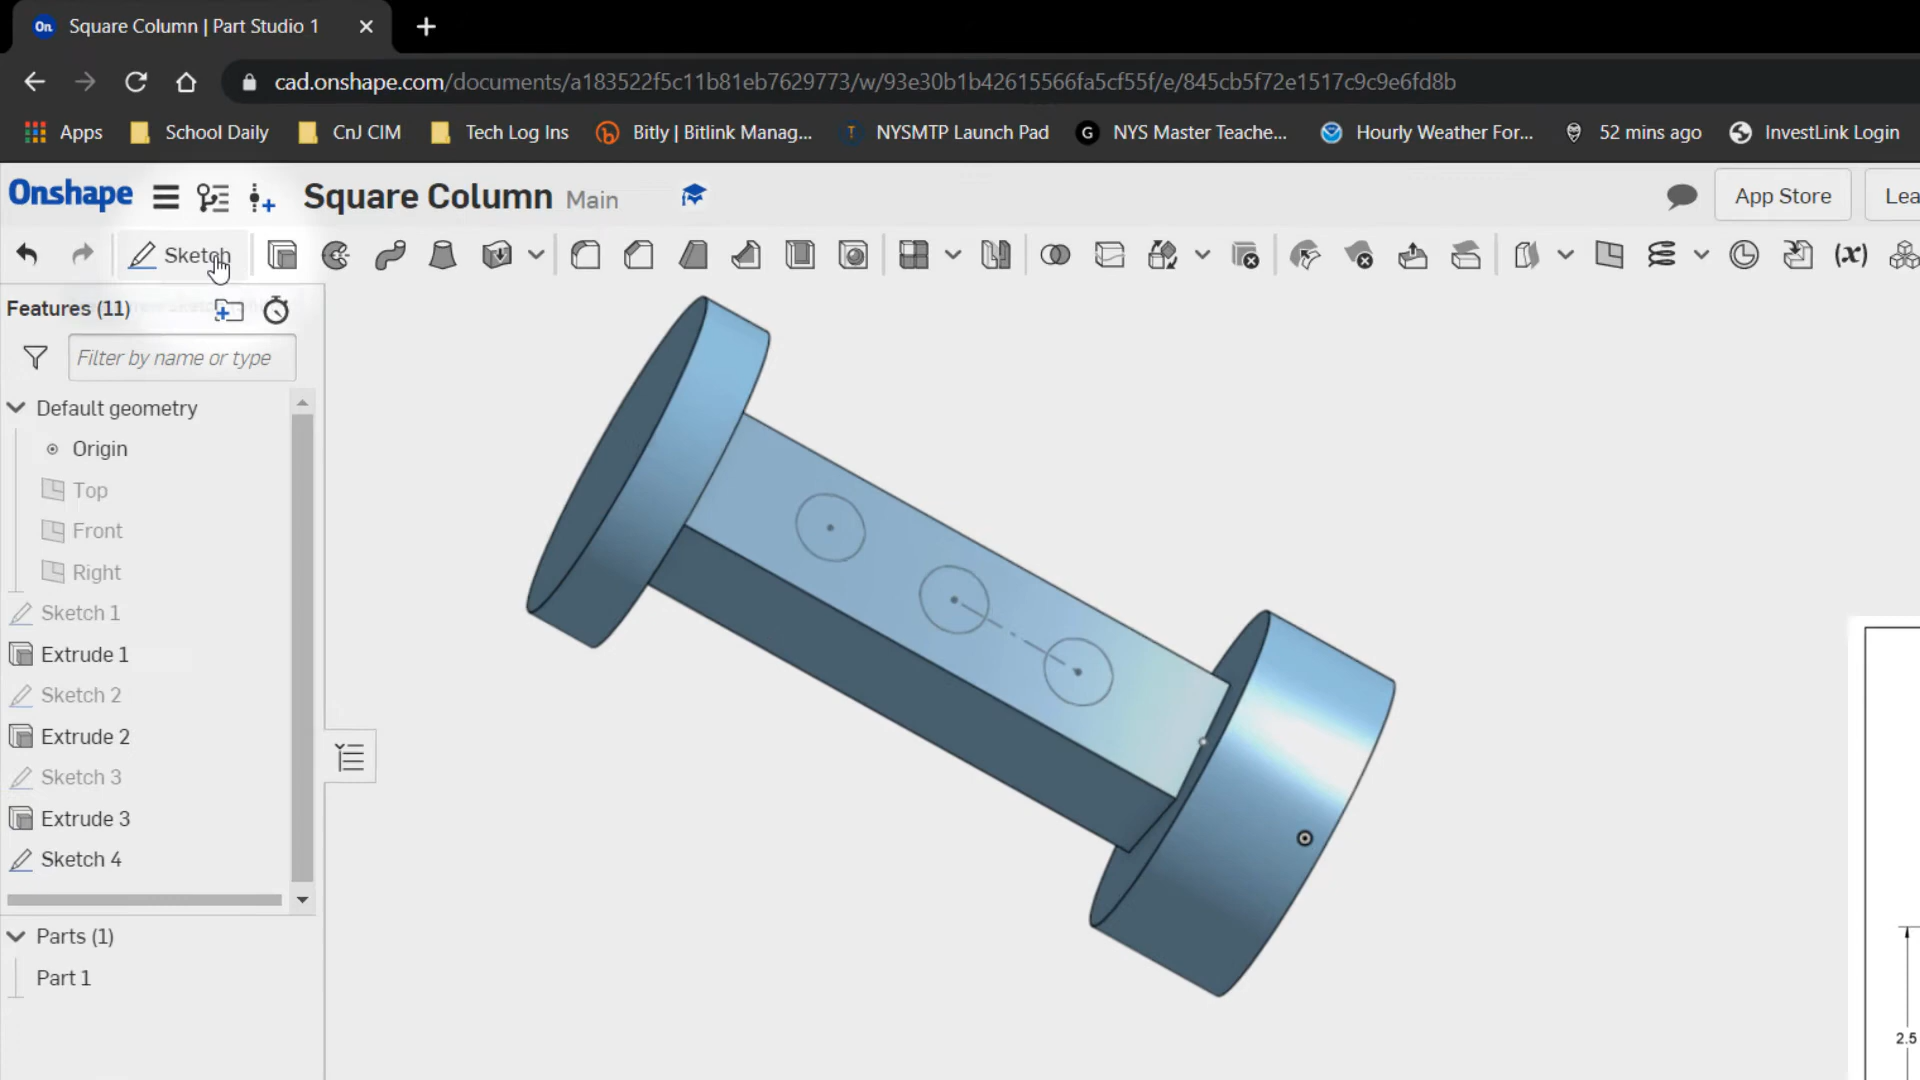 On Square Column | Part Studio 1
cad.onshape.com/documents/a183522f5c11b81eb7629773/w/93e30b1b42615566fa5cf55f/e/845cb5f72e1517c9c9e6fd8b
Apps School Daily CnJ CIM Tech Log Ins Bitly | Bitlink Manag... T NYSMTP Launch Pad G NYS Master Teache... Hourly Weather For... 52 mins ago InvestLink Login
Onshape Square Column Main App Store Lea
Sketch (x)
Features (11)
Filter by name or type
Default geometry
Origin
Top
Front
Right
Sketch 1
Extrude 1
Sketch 2
Extrude 2
Sketch 3
Extrude 3
Sketch 4
Parts (1)
Part 1
2.5